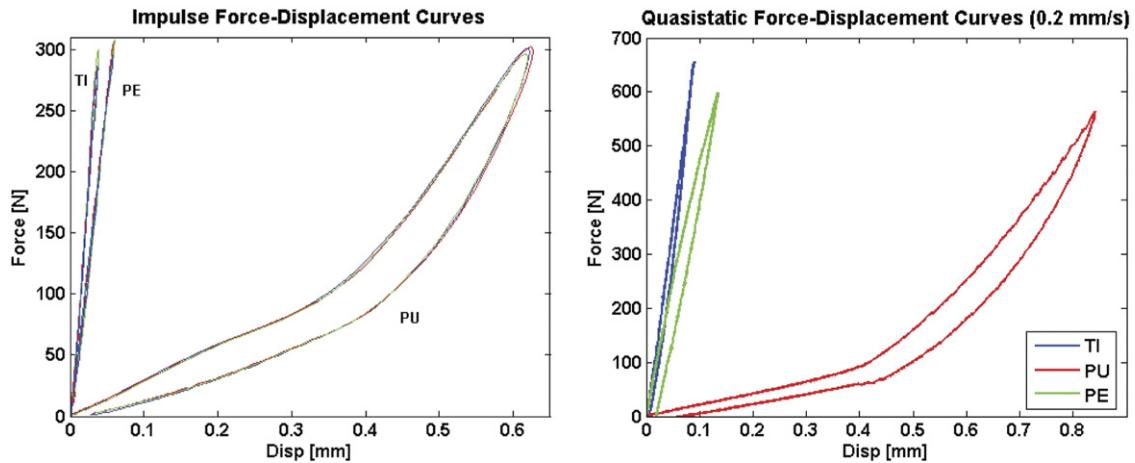 Impulse Force-Displacement Curves
300
250
200
150
100
50
0
Force [N]
TI
PE
PU
0
0.1
0.2
0.3
0.4
0.5
0.6
Disp [mm]
Quasistatic Force-Displacement Curves (0.2 mm/s)
700
600
500
400
300
200
100
0
Force [N]
0
0.1
0.2
0.3
0.4
0.5
0.6
0.7
0.8
Disp [mm]
TI
PU
PE